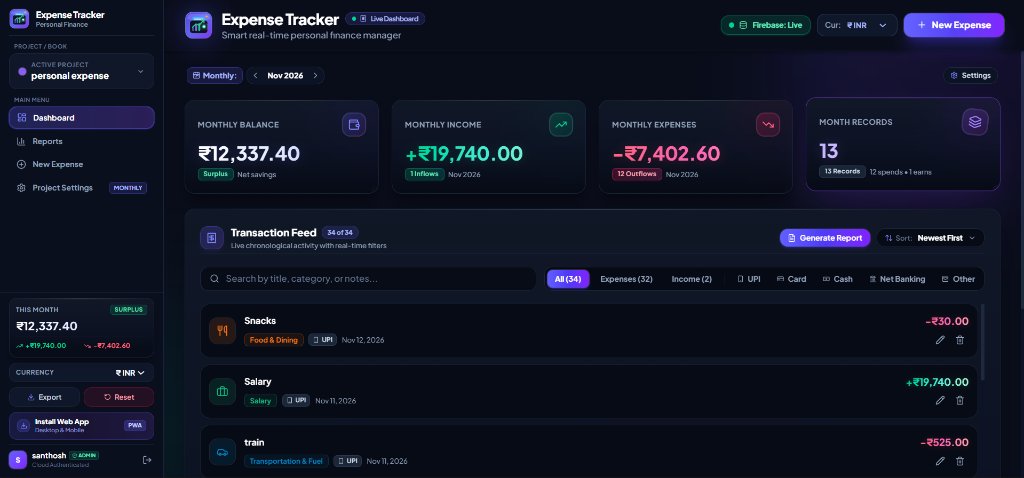 Expense Tracker
Personal Finance
PROJECT / BOOK
ACTIVE PROJECT
personal expense
MAIN MENU
Dashboard
Reports
New Expense
Project Settings MONTHLY
THIS MONTH SURPLUS
₹12,337.40
+₹19,740.00 -₹7,402.60
CURRENCY ₹ INR
Export Reset
Install Web App PWA
Desktop & Mobile
S santhosh ADMIN
Cloud Authenticated
Expense Tracker Live Dashboard
Smart real-time personal finance manager
Firebase: Live Cur: ₹ INR + New Expense
Monthly: Nov 2026 Settings
MONTHLY BALANCE
₹12,337.40
Surplus Net savings
MONTHLY INCOME
+₹19,740.00
1 Inflows Nov 2026
MONTHLY EXPENSES
-₹7,402.60
12 Outflows Nov 2026
MONTH RECORDS
13
13 Records 12 spends • 1 earns
Transaction Feed 34 of 34
Live chronological activity with real-time filters
Generate Report Sort: Newest First
Search by title, category, or notes...
All (34) Expenses (32) Income (2) UPI Card Cash Net Banking Other
Snacks -₹30.00
Food & Dining UPI Nov 12, 2026
Salary +₹19,740.00
Salary UPI Nov 11, 2026
train -₹525.00
Transportation & Fuel UPI Nov 11, 2026